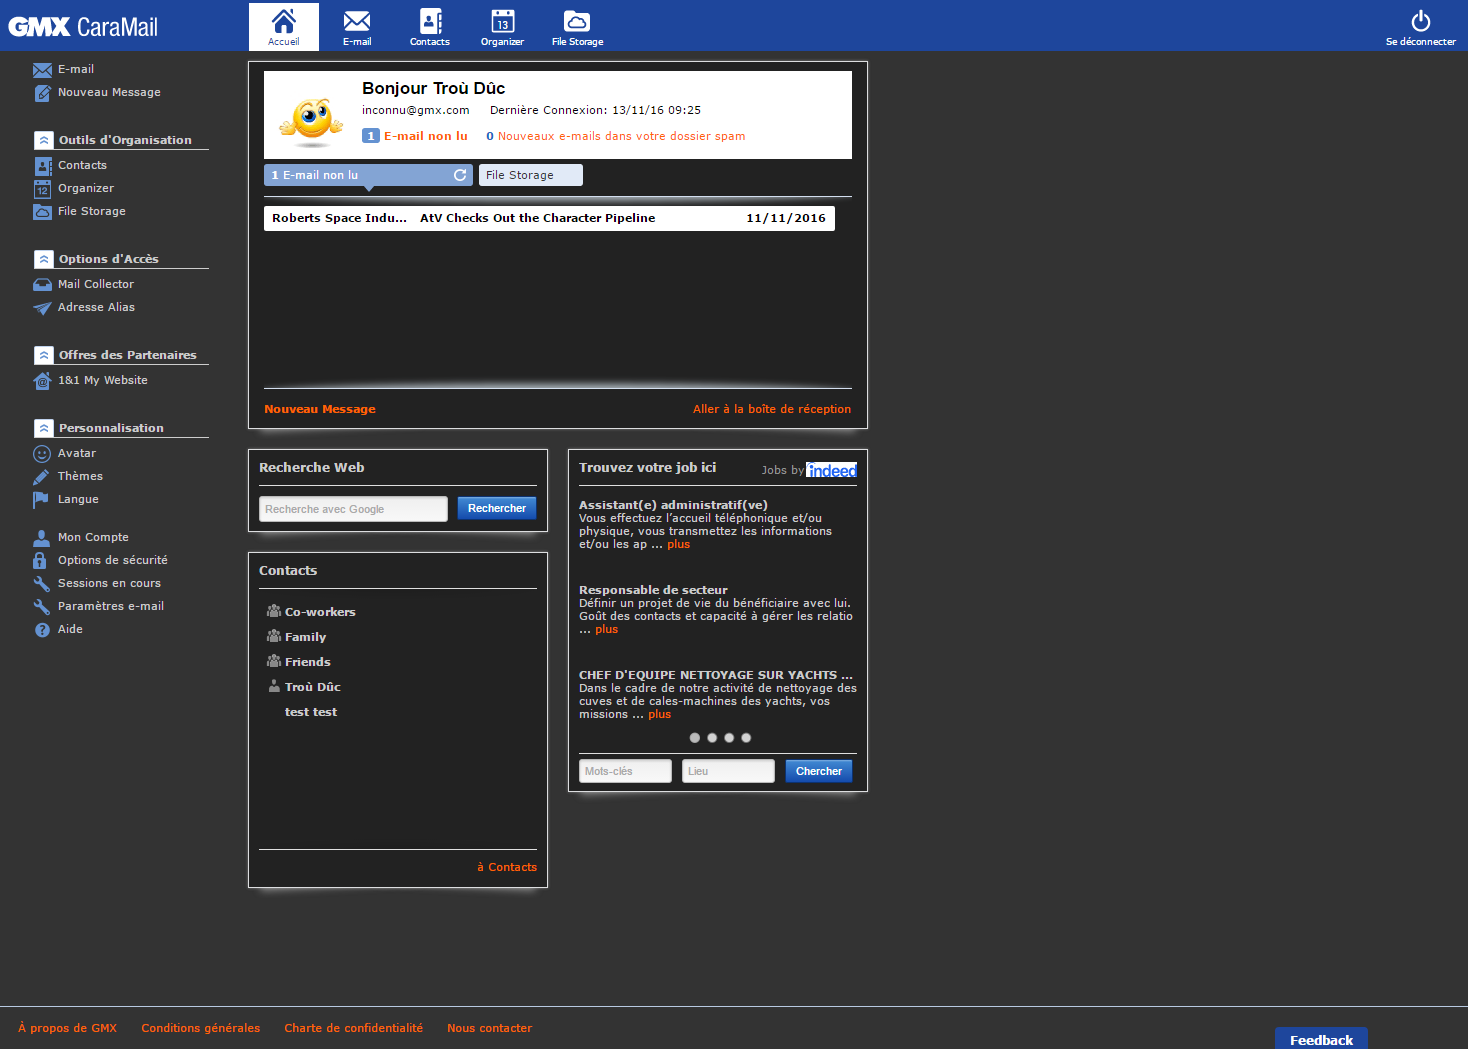 GMX CaraMail
Accueil
E-mail
Contacts
Organizer
13
File Storage
Se déconnecter
E-mail
Nouveau Message
Outils d'Organisation
Contacts
12
Organizer
File Storage
Options d'Accès
Mail Collector
Adresse Alias
Offres des Partenaires
@
1&1 My Website
Personnalisation
Avatar
Thèmes
Langue
Mon Compte
Options de sécurité
Sessions en cours
Paramètres e-mail
?
Aide
Bonjour Troù Dûc
inconnu@gmx.com Dernière Connexion: 13/11/16 09:25
1 E-mail non lu 0 Nouveaux e-mails dans votre dossier spam
1 E-mail non lu File Storage
Roberts Space Indu... AtV Checks Out the Character Pipeline 11/11/2016
Nouveau Message Aller à la boîte de réception
Recherche Web
Recherche avec Google Rechercher
Contacts
Co-workers
Family
Friends
Troù Dûc
test test
à Contacts
Trouvez votre job ici Jobs by indeed
Assistant(e) administratif(ve)
Vous effectuez l’accueil téléphonique et/ou
physique, vous transmettez les informations
et/ou les ap ... plus
Responsable de secteur
Définir un projet de vie du bénéficiaire avec lui.
Goût des contacts et capacité à gérer les relatio
... plus
CHEF D'EQUIPE NETTOYAGE SUR YACHTS ...
Dans le cadre de notre activité de nettoyage des
cuves et de cales-machines des yachts, vos
missions ... plus
Mots-clés Lieu Chercher
À propos de GMX Conditions générales Charte de confidentialité Nous contacter
Feedback